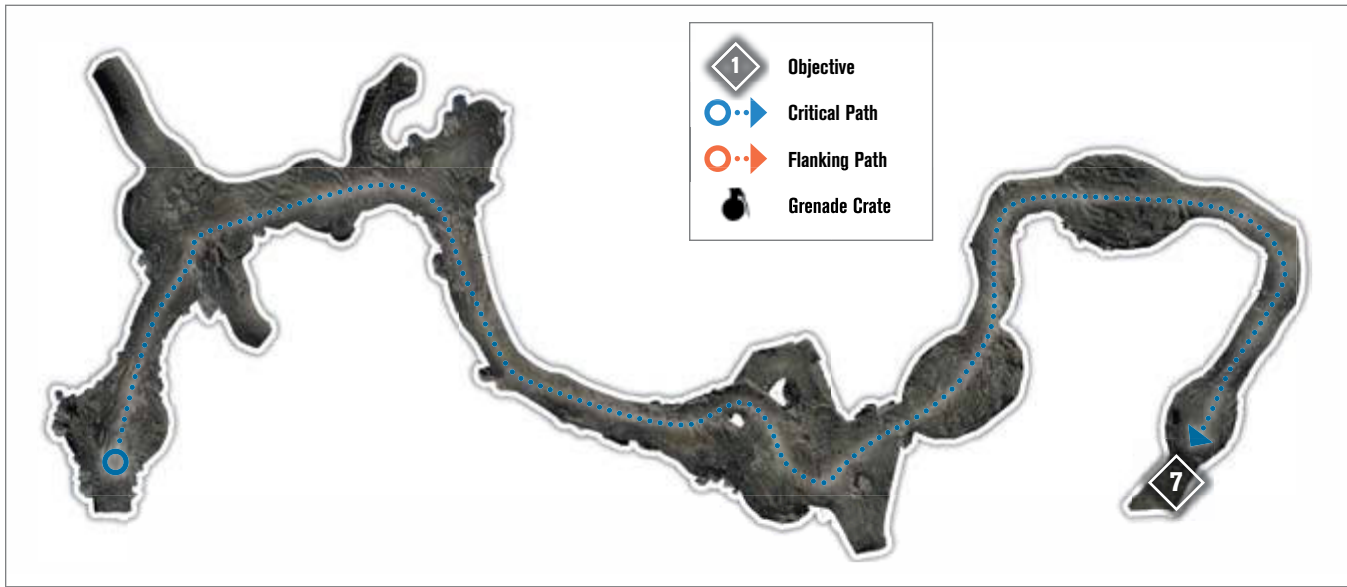 1 Objective
Critical Path
Flanking Path
Grenade Crate
7